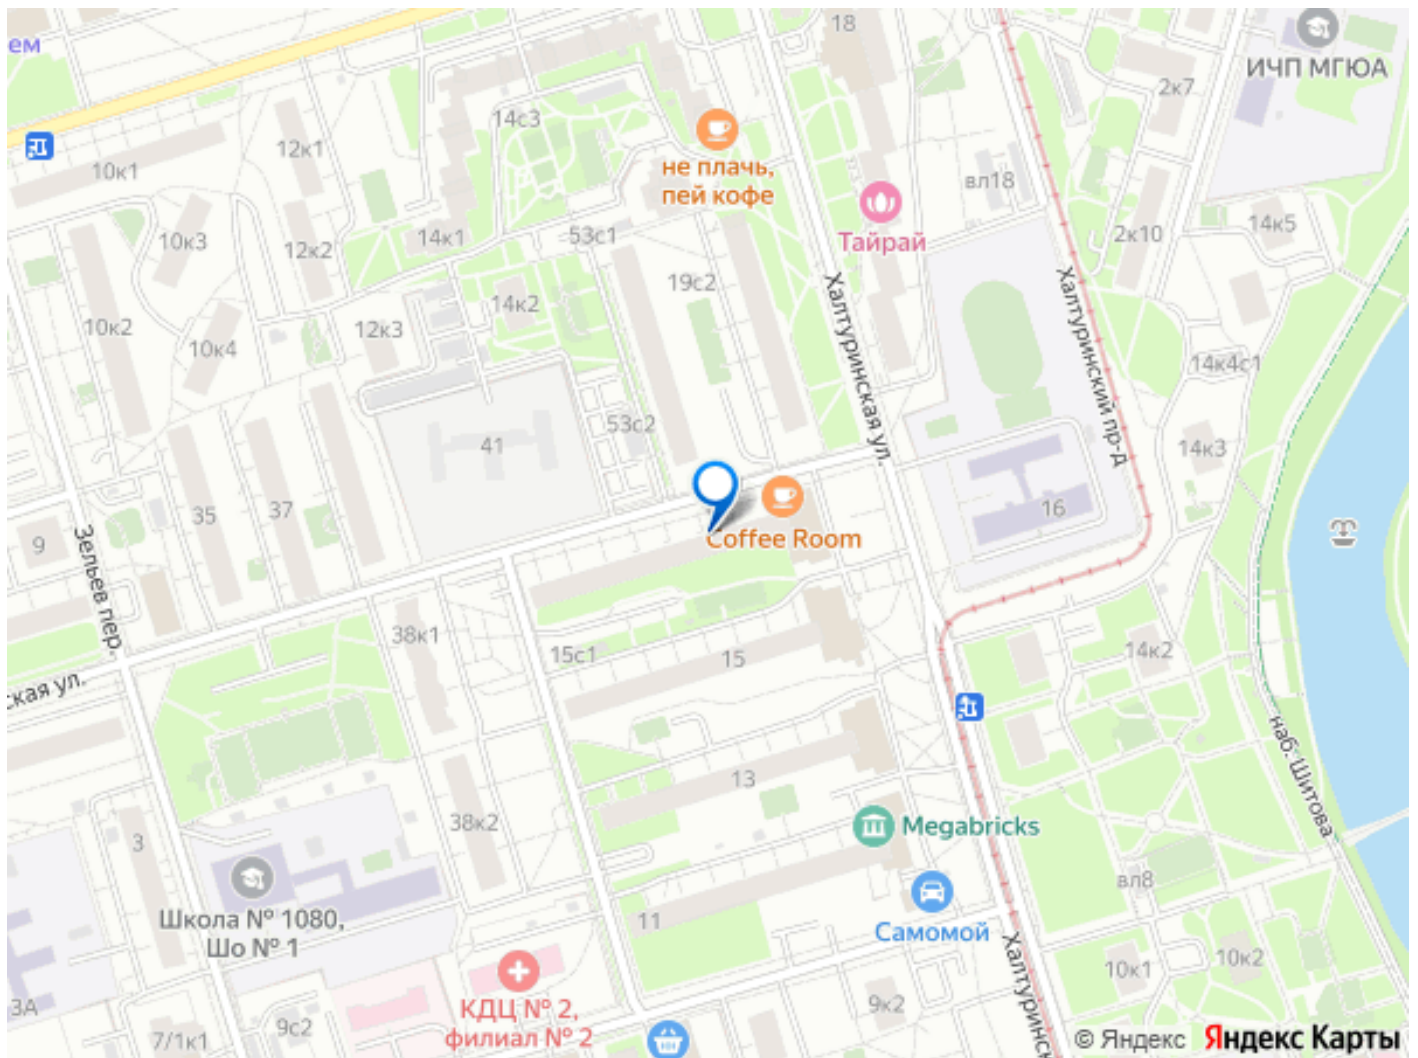 ем
18
ИЧП МГЮА
2к7
14с3
12к1
не плачь,
пей кофе
10к1
вл18
Тайрай
14к5
10к3
12к2
14к1
53с1
2к10
19с2
Халтуринская ул.
Халтуринский пр-д
14к2
10к2
12к3
10к4
14к4с1
53с2
41
14к3
35
37
16
Coffee Room
9
Зельев пер.
38к1
15с1
15
14к2
ская ул.
наб. Шитова
13
38к2
Megabricks
3
вл8
Школа № 1080,
Шо № 1
11
Самомой
Халтуринск
10к1
10к2
3А
КДЦ № 2,
филиал № 2
9к2
9с2
7/1к1
© Яндекс Яндекс Карты